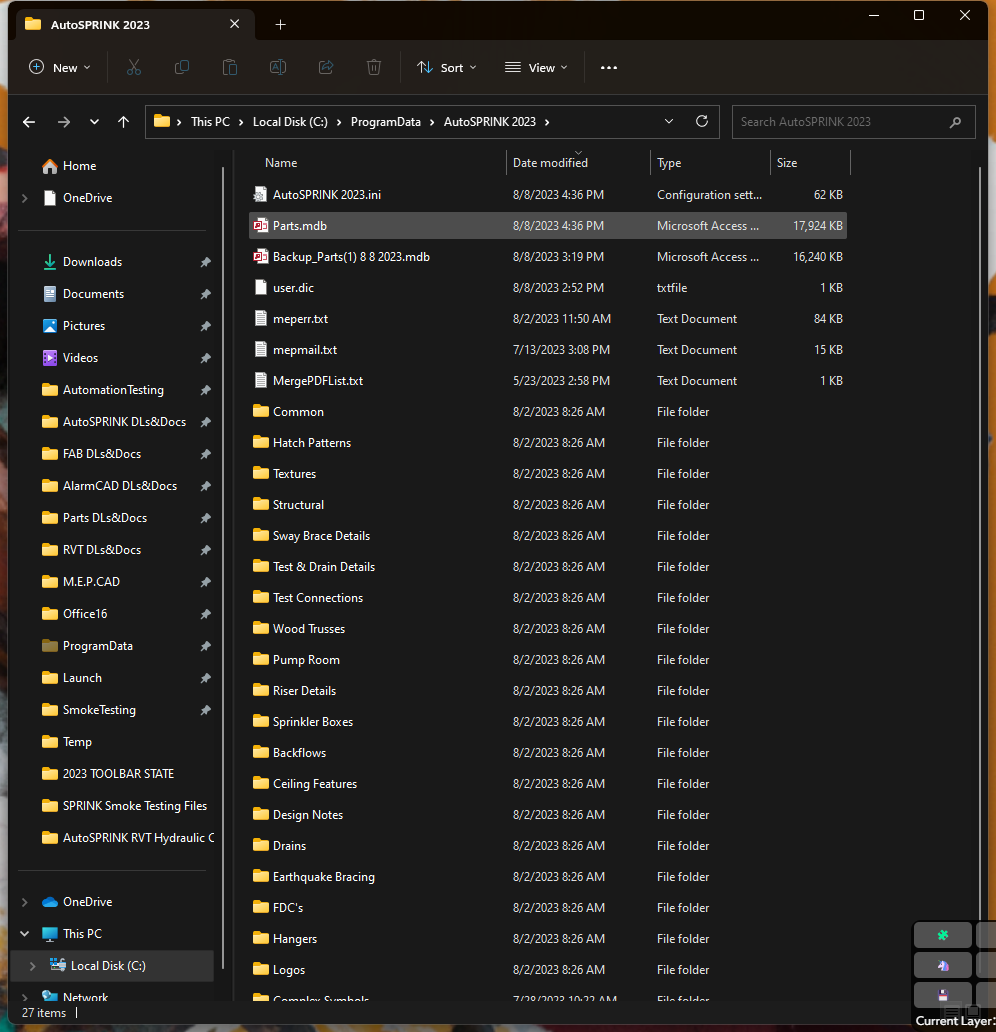 AutoSPRINK 2023
New
Sort
View
This PC > Local Disk (C:) > ProgramData > AutoSPRINK 2023 >
Search AutoSPRINK 2023
Home
OneDrive
Downloads
Documents
Pictures
Videos
AutomationTesting
AutoSPRINK DLs&Docs
FAB DLs&Docs
AlarmCAD DLs&Docs
Parts DLs&Docs
RVT DLs&Docs
M.E.P.CAD
Office16
ProgramData
Launch
SmokeTesting
Temp
2023 TOOLBAR STATE
SPRINK Smoke Testing Files
AutoSPRINK RVT Hydraulic C
OneDrive
This PC
Local Disk (C:)
Network
Name Date modified Type Size
AutoSPRINK 2023.ini 8/8/2023 4:36 PM Configuration sett... 62 KB
Parts.mdb 8/8/2023 4:36 PM Microsoft Access ... 17,924 KB
Backup_Parts(1) 8 8 2023.mdb 8/8/2023 3:19 PM Microsoft Access ... 16,240 KB
user.dic 8/8/2023 2:52 PM txtfile 1 KB
meperr.txt 8/2/2023 11:50 AM Text Document 84 KB
mepmail.txt 7/13/2023 3:08 PM Text Document 15 KB
MergePDFList.txt 5/23/2023 2:58 PM Text Document 1 KB
Common 8/2/2023 8:26 AM File folder
Hatch Patterns 8/2/2023 8:26 AM File folder
Textures 8/2/2023 8:26 AM File folder
Structural 8/2/2023 8:26 AM File folder
Sway Brace Details 8/2/2023 8:26 AM File folder
Test & Drain Details 8/2/2023 8:26 AM File folder
Test Connections 8/2/2023 8:26 AM File folder
Wood Trusses 8/2/2023 8:26 AM File folder
Pump Room 8/2/2023 8:26 AM File folder
Riser Details 8/2/2023 8:26 AM File folder
Sprinkler Boxes 8/2/2023 8:26 AM File folder
Backflows 8/2/2023 8:26 AM File folder
Ceiling Features 8/2/2023 8:26 AM File folder
Design Notes 8/2/2023 8:26 AM File folder
Drains 8/2/2023 8:26 AM File folder
Earthquake Bracing 8/2/2023 8:26 AM File folder
FDC's 8/2/2023 8:26 AM File folder
Hangers 8/2/2023 8:26 AM File folder
Logos 8/2/2023 8:26 AM File folder
Complex Symbols 7/28/2023 10:22 AM File folder
27 items
Current Layer: